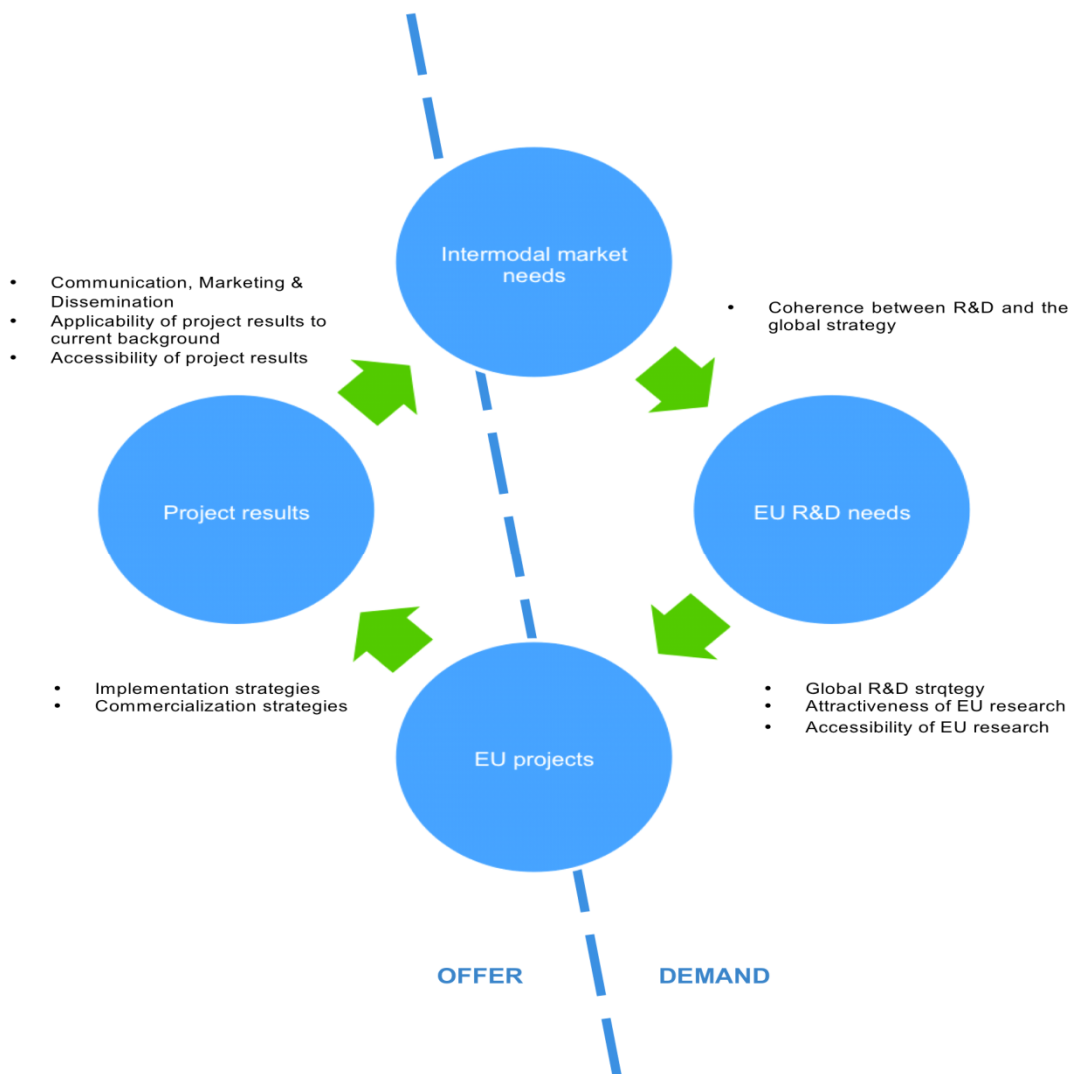 Intermodal market
needs
• Communication, Marketing &
Dissemination
• Applicability of project results to
current background
• Accessibility of project results
• Coherence between R&D and the
global strategy
Project results
EU R&D needs
• Implementation strategies
• Commercialization strategies
• Global R&D strqtegy
• Attractiveness of EU research
• Accessibility of EU research
EU projects
OFFER
DEMAND